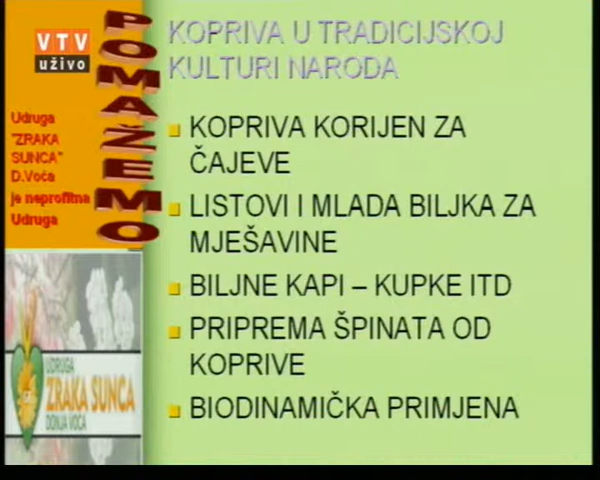 VTV
uživo
POMAŽEMO
Udruga
"ZRAKA
SUNCA"
D.Voća
je neprofitna
Udruga
UDRUGA
ZRAKA SUNCA
DONJA VOĆA
KOPRIVA U TRADICIJSKOJ
KULTURI NARODA
KOPRIVA KORIJEN ZA
ČAJEVE
LISTOVI I MLADA BILJKA ZA
MJEŠAVINE
BILJNE KAPI – KUPKE ITD
PRIPREMA ŠPINATA OD
KOPRIVE
BIODINAMIČKA PRIMJENA